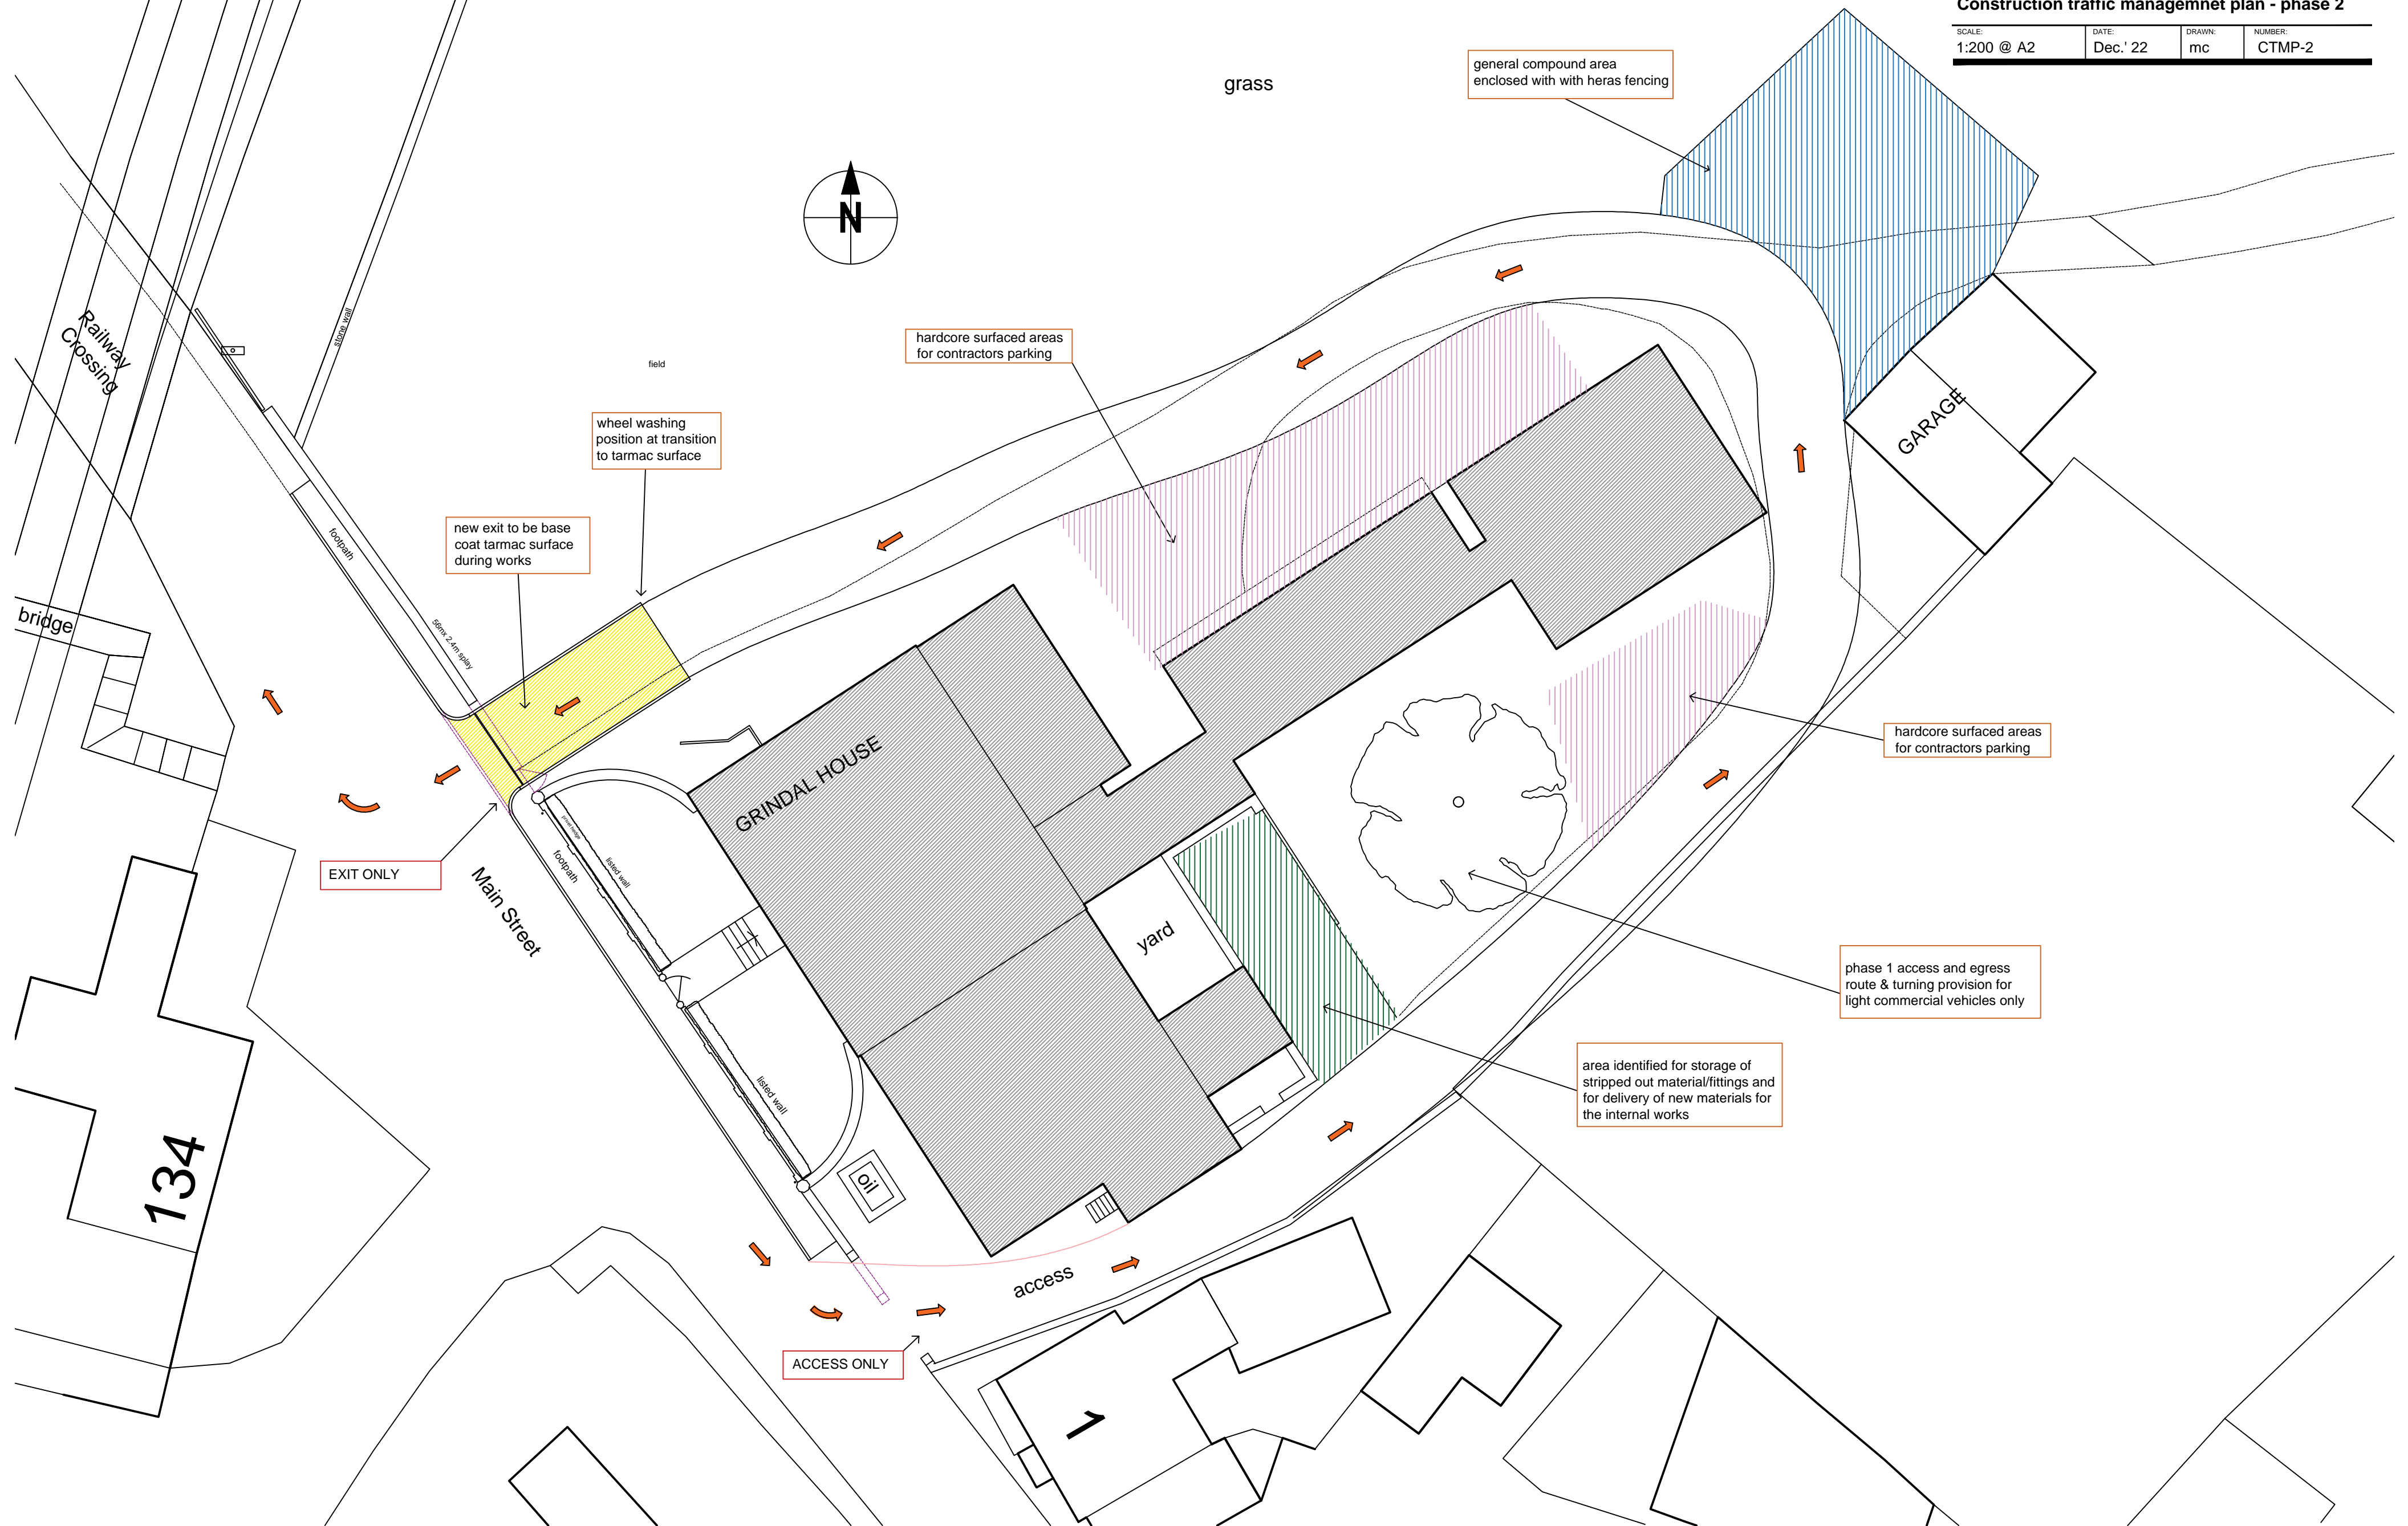 Construction traffic managemnet plan - phase 2
SCALE:
DATE:
DRAWN:
NUMBER:
1:200 @ A2
Dec.' 22
mc
CTMP-2
general compound area
enclosed with with heras fencing
grass
N
Railway
Crossing
stone wall
field
hardcore surfaced areas
for contractors parking
wheel washing
position at transition
to tarmac surface
new exit to be base
coat tarmac surface
during works
footpath
56mx 2.4m splay
bridge
GARAGE
GRINDAL HOUSE
hardcore surfaced areas
for contractors parking
EXIT ONLY
Main Street
footpath
privet hedge
listed wall
yard
phase 1 access and egress
route & turning provision for
light commercial vehicles only
area identified for storage of
stripped out material/fittings and
for delivery of new materials for
the internal works
listed wall
oil
134
access
ACCESS ONLY
1